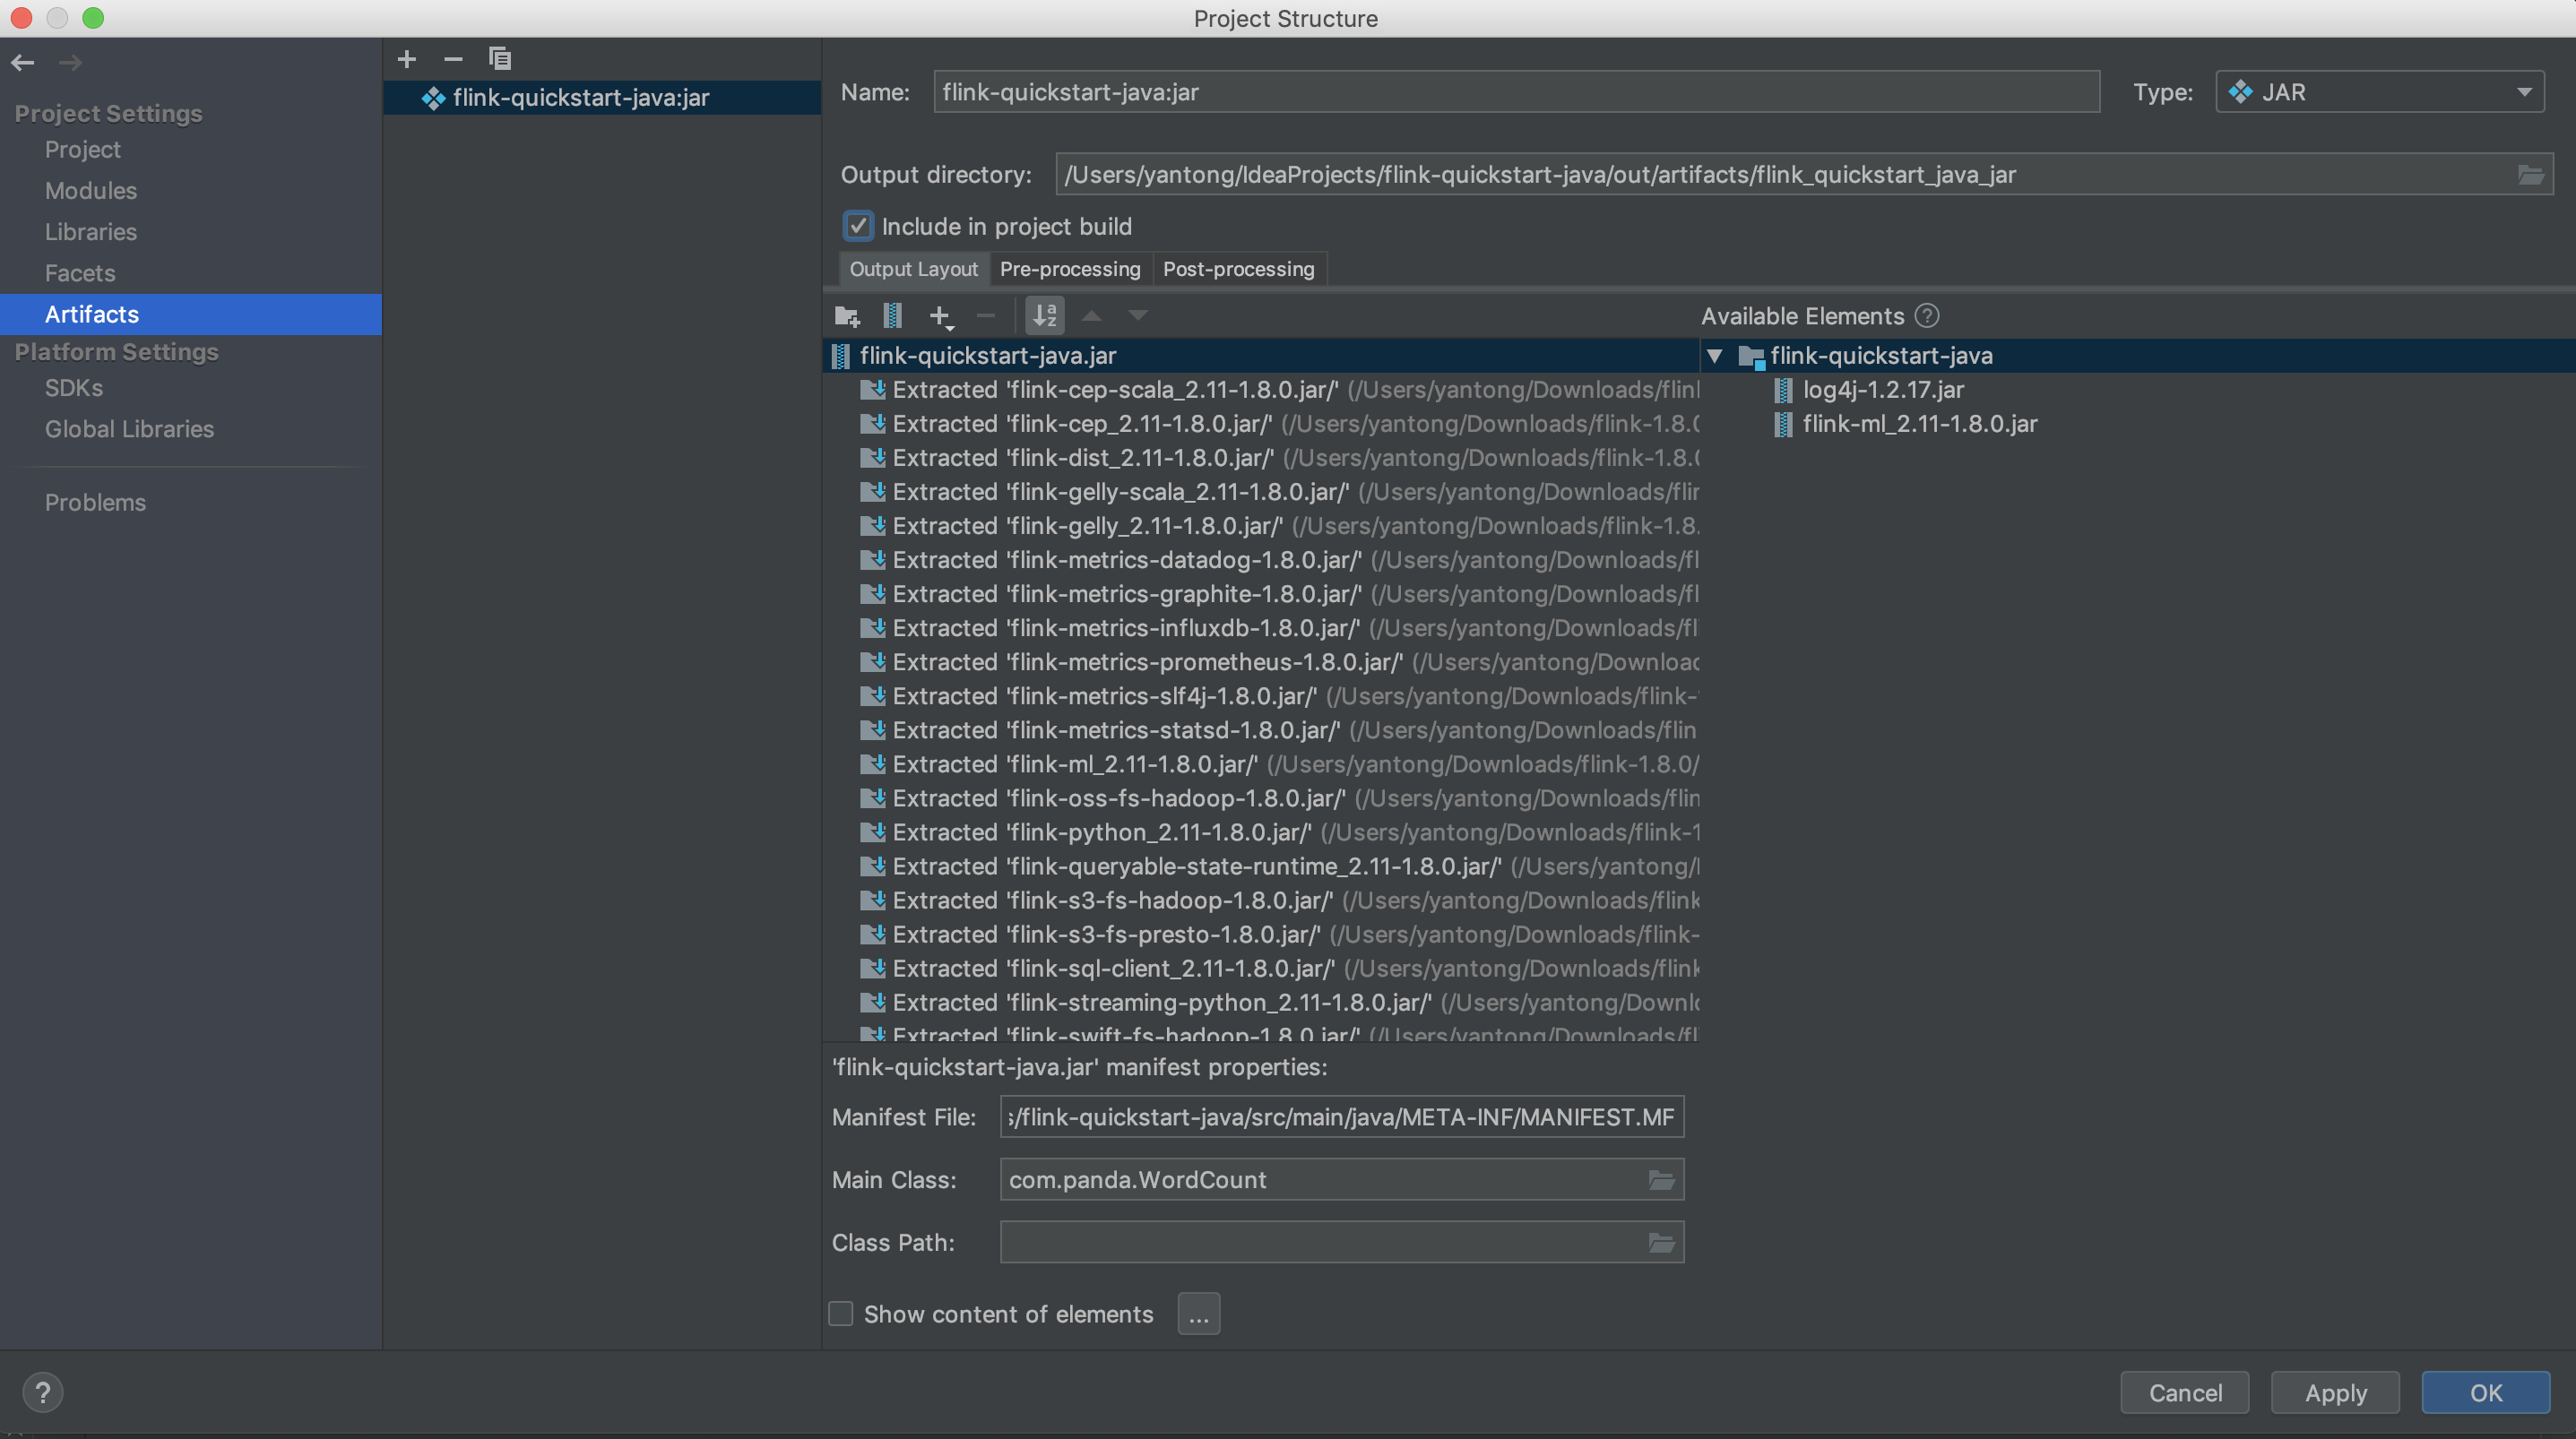 Project Structure
Project Settings
Project
Modules
Libraries
Facets
Artifacts
Platform Settings
SDKs
Global Libraries
Problems
flink-quickstart-java:jar
Name: flink-quickstart-java:jar
Type: JAR
Output directory: /Users/yantong/IdeaProjects/flink-quickstart-java/out/artifacts/flink_quickstart_java_jar
Include in project build
Output Layout Pre-processing Post-processing
flink-quickstart-java.jar
Extracted 'flink-cep-scala_2.11-1.8.0.jar/' (/Users/yantong/Downloads/flin
Extracted 'flink-cep_2.11-1.8.0.jar/' (/Users/yantong/Downloads/flink-1.8.0
Extracted 'flink-dist_2.11-1.8.0.jar/' (/Users/yantong/Downloads/flink-1.8.0
Extracted 'flink-gelly-scala_2.11-1.8.0.jar/' (/Users/yantong/Downloads/flin
Extracted 'flink-gelly_2.11-1.8.0.jar/' (/Users/yantong/Downloads/flink-1.8.
Extracted 'flink-metrics-datadog-1.8.0.jar/' (/Users/yantong/Downloads/fl
Extracted 'flink-metrics-graphite-1.8.0.jar/' (/Users/yantong/Downloads/fl
Extracted 'flink-metrics-influxdb-1.8.0.jar/' (/Users/yantong/Downloads/fl
Extracted 'flink-metrics-prometheus-1.8.0.jar/' (/Users/yantong/Downloac
Extracted 'flink-metrics-slf4j-1.8.0.jar/' (/Users/yantong/Downloads/flink-
Extracted 'flink-metrics-statsd-1.8.0.jar/' (/Users/yantong/Downloads/flin
Extracted 'flink-ml_2.11-1.8.0.jar/' (/Users/yantong/Downloads/flink-1.8.0/
Extracted 'flink-oss-fs-hadoop-1.8.0.jar/' (/Users/yantong/Downloads/flin
Extracted 'flink-python_2.11-1.8.0.jar/' (/Users/yantong/Downloads/flink-1
Extracted 'flink-queryable-state-runtime_2.11-1.8.0.jar/' (/Users/yantong/
Extracted 'flink-s3-fs-hadoop-1.8.0.jar/' (/Users/yantong/Downloads/flink
Extracted 'flink-s3-fs-presto-1.8.0.jar/' (/Users/yantong/Downloads/flink-
Extracted 'flink-sql-client_2.11-1.8.0.jar/' (/Users/yantong/Downloads/flink
Extracted 'flink-streaming-python_2.11-1.8.0.jar/' (/Users/yantong/Downl
Extracted 'flink-swift-fs-hadoop-1.8.0.jar/' (/Users/yantong/Downloads/fl
Available Elements ?
flink-quickstart-java
log4j-1.2.17.jar
flink-ml_2.11-1.8.0.jar
'flink-quickstart-java.jar' manifest properties:
Manifest File: s/flink-quickstart-java/src/main/java/META-INF/MANIFEST.MF
Main Class: com.panda.WordCount
Class Path:
Show content of elements ...
? Cancel Apply OK